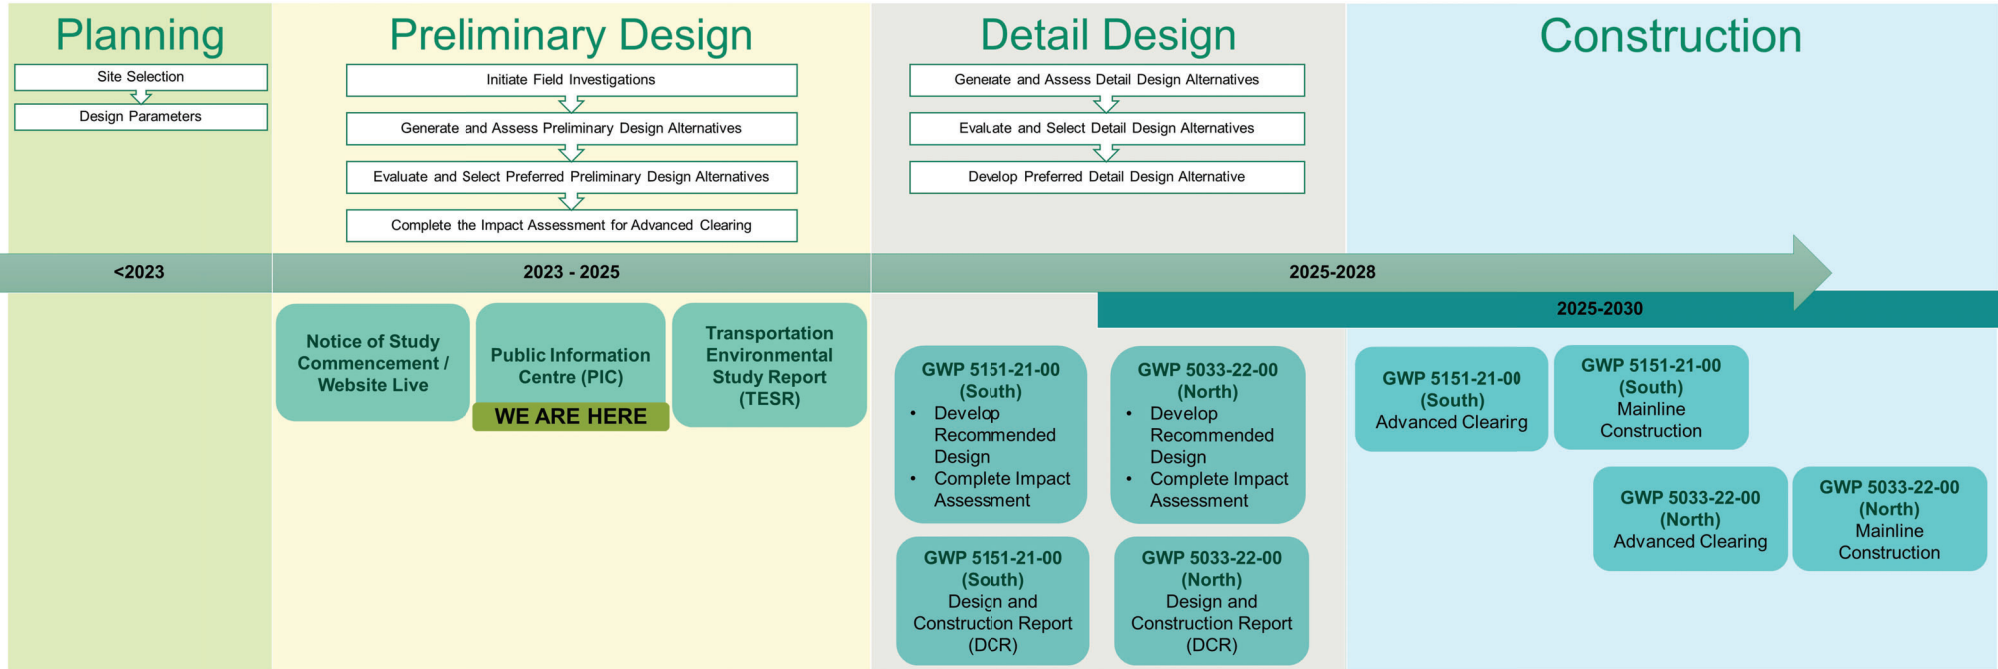 Planning
Site Selection
Design Parameters
Preliminary Design
Initiate Field Investigations
Generate and Assess Preliminary Design Alternatives
Evaluate and Select Preferred Preliminary Design Alternatives
Complete the Impact Assessment for Advanced Clearing
Detail Design
Generate and Assess Detail Design Alternatives
Evaluate and Select Detail Design Alternatives
Develop Preferred Detail Design Alternative
Construction
<2023
2023 - 2025
2025-2028
2025-2030
Notice of Study
Commencement /
Website Live
Public Information
Centre (PIC)
WE ARE HERE
Transportation
Environmental
Study Report
(TESR)
GWP 5151-21-00
(South)
• Develop
Recommended
Design
• Complete Impact
Assessment
GWP 5033-22-00
(North)
• Develop
Recommended
Design
• Complete Impact
Assessment
GWP 5151-21-00
(South)
Design and
Construction Report
(DCR)
GWP 5033-22-00
(North)
Design and
Construction Report
(DCR)
GWP 5151-21-00
(South)
Advanced Clearing
GWP 5151-21-00
(South)
Mainline
Construction
GWP 5033-22-00
(North)
Advanced Clearing
GWP 5033-22-00
(North)
Mainline
Construction